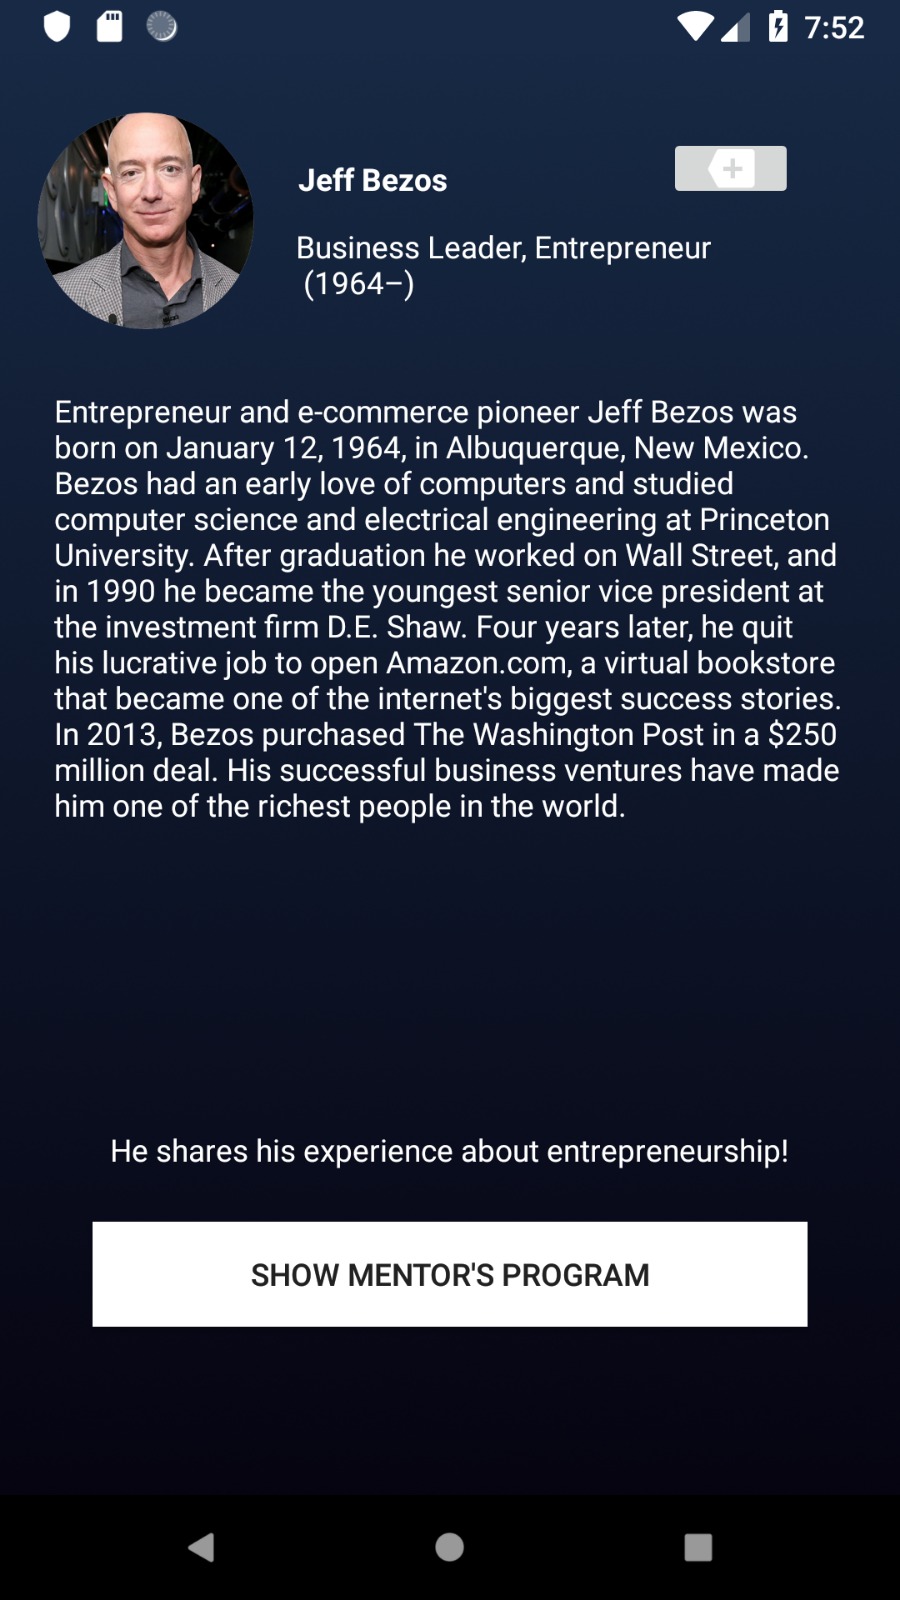 7:52
Jeff Bezos
Business Leader, Entrepreneur
(1964–)
Entrepreneur and e-commerce pioneer Jeff Bezos was
born on January 12, 1964, in Albuquerque, New Mexico.
Bezos had an early love of computers and studied
computer science and electrical engineering at Princeton
University. After graduation he worked on Wall Street, and
in 1990 he became the youngest senior vice president at
the investment firm D.E. Shaw. Four years later, he quit
his lucrative job to open Amazon.com, a virtual bookstore
that became one of the internet's biggest success stories.
In 2013, Bezos purchased The Washington Post in a $250
million deal. His successful business ventures have made
him one of the richest people in the world.
He shares his experience about entrepreneurship!
SHOW MENTOR'S PROGRAM